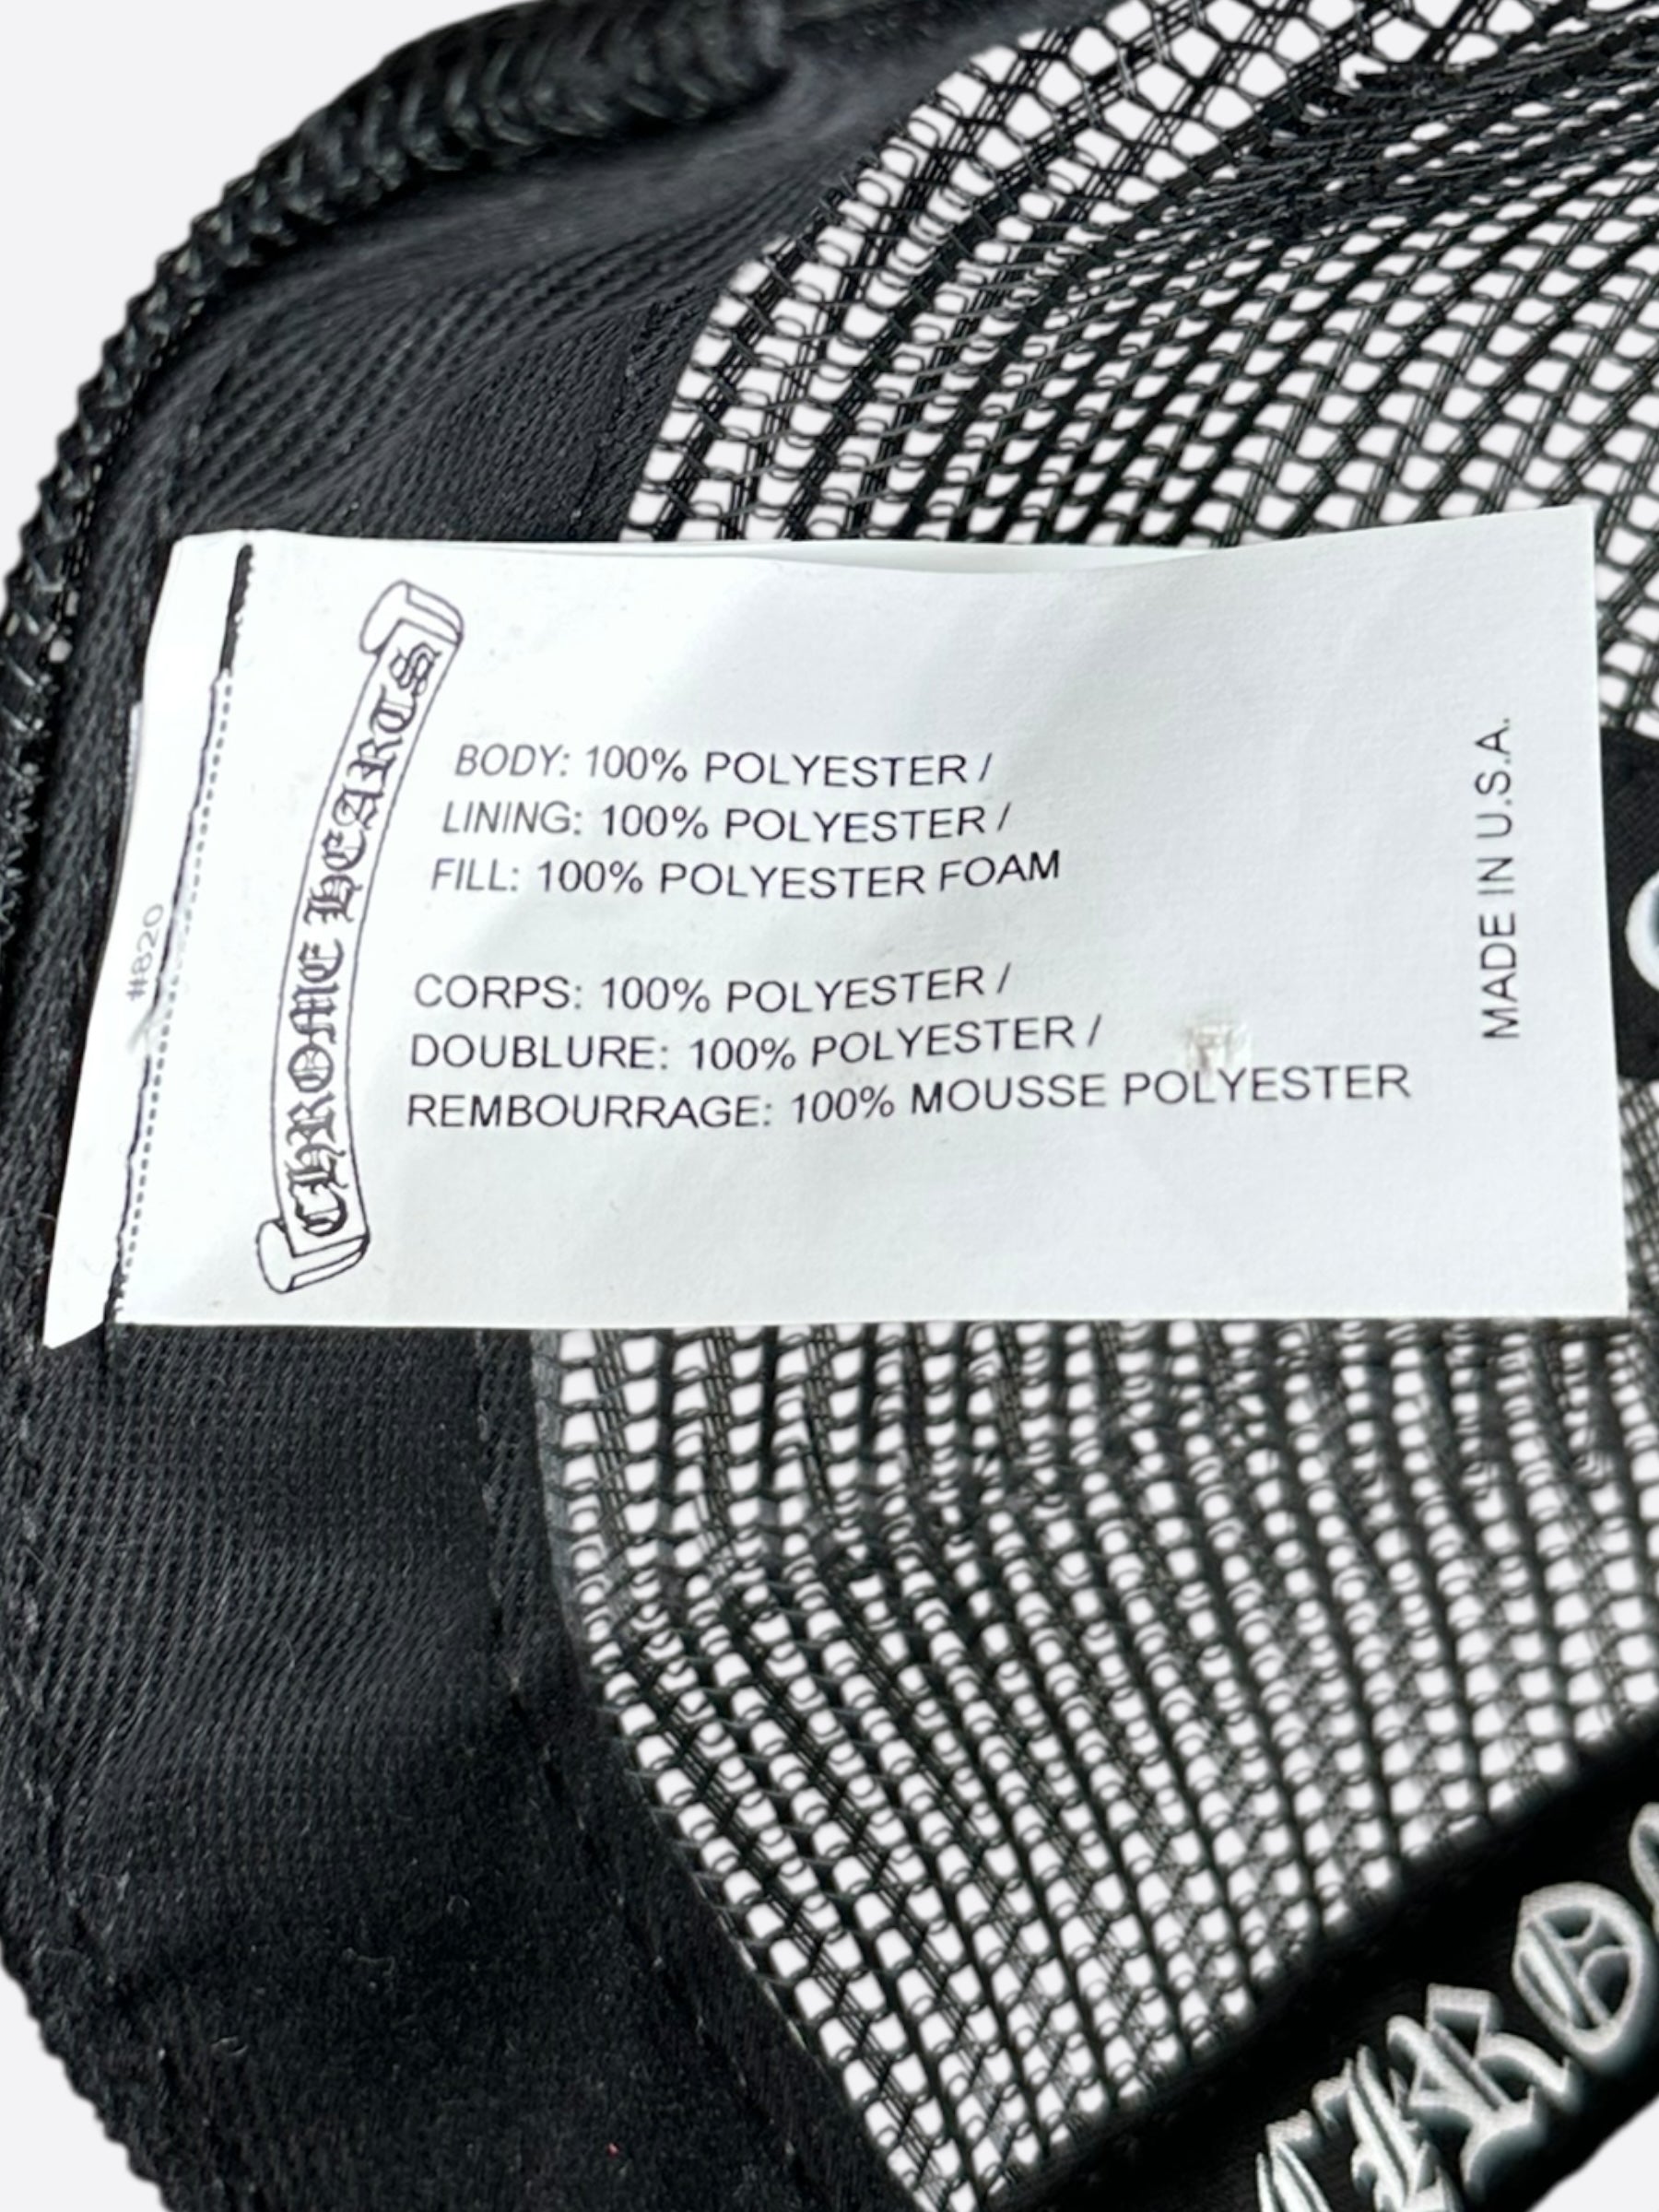 CHROME HEARTS
BODY: 100% POLYESTER /
LINING: 100% POLYESTER /
FILL: 100% POLYESTER FOAM
CORPS: 100% POLYESTER /
DOUBLURE: 100% POLYESTER /
REMBOURRAGE: 100% MOUSSE POLYESTER
MADE IN U.S.A.
#820